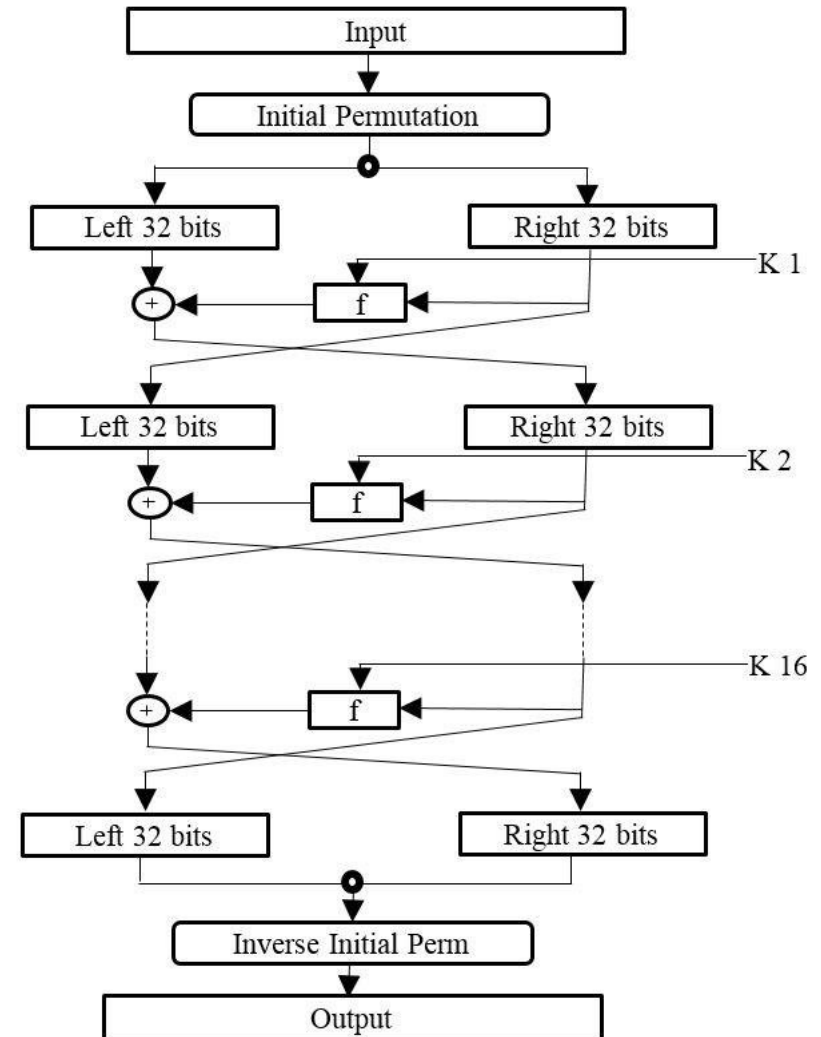 Input
Initial Permutation
Left 32 bits
Right 32 bits
K 1
+
f
Left 32 bits
Right 32 bits
K 2
+
f
K 16
+
f
Left 32 bits
Right 32 bits
Inverse Initial Perm
Output